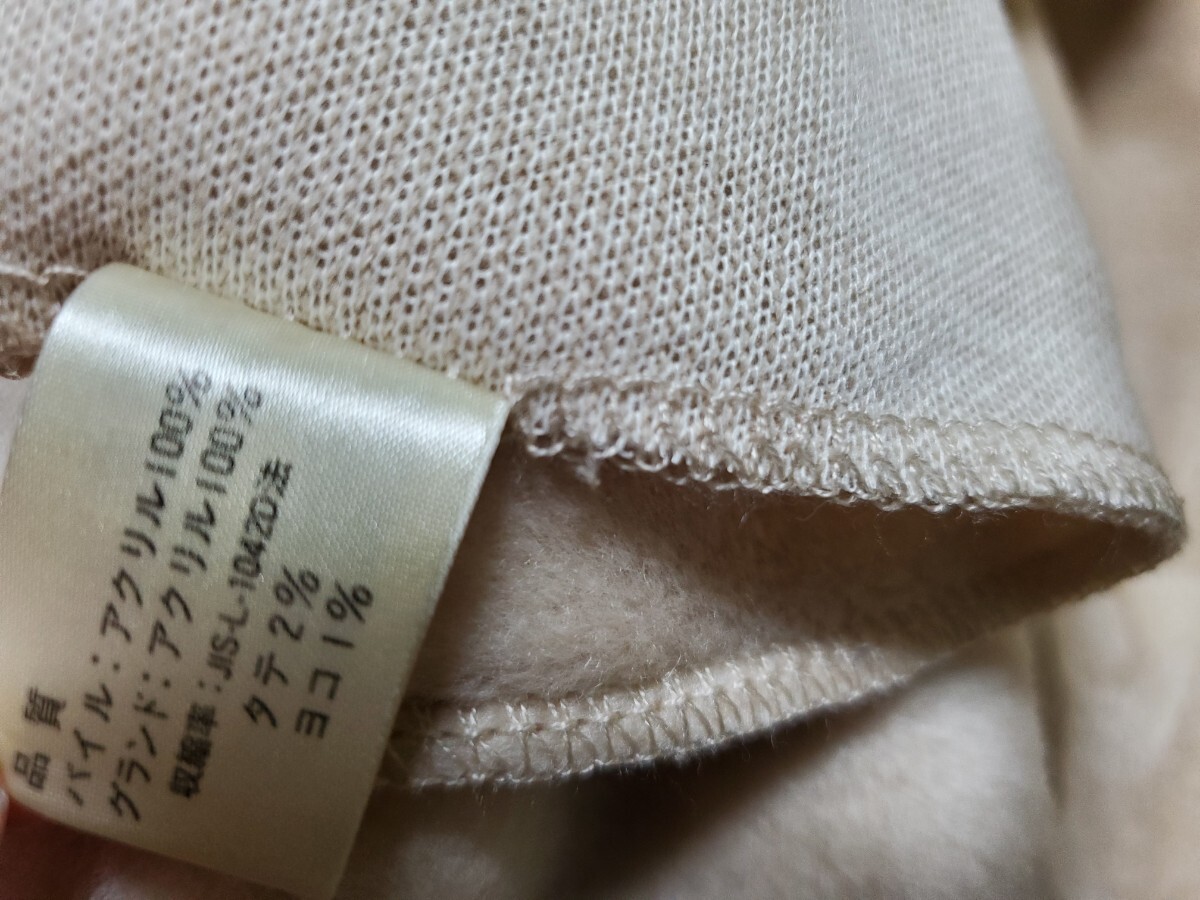 品 質
パイル：アクリル100%
グランド：アクリル100%
収縮率：JIS-L-1042D法
タテ2%
ヨコ1%